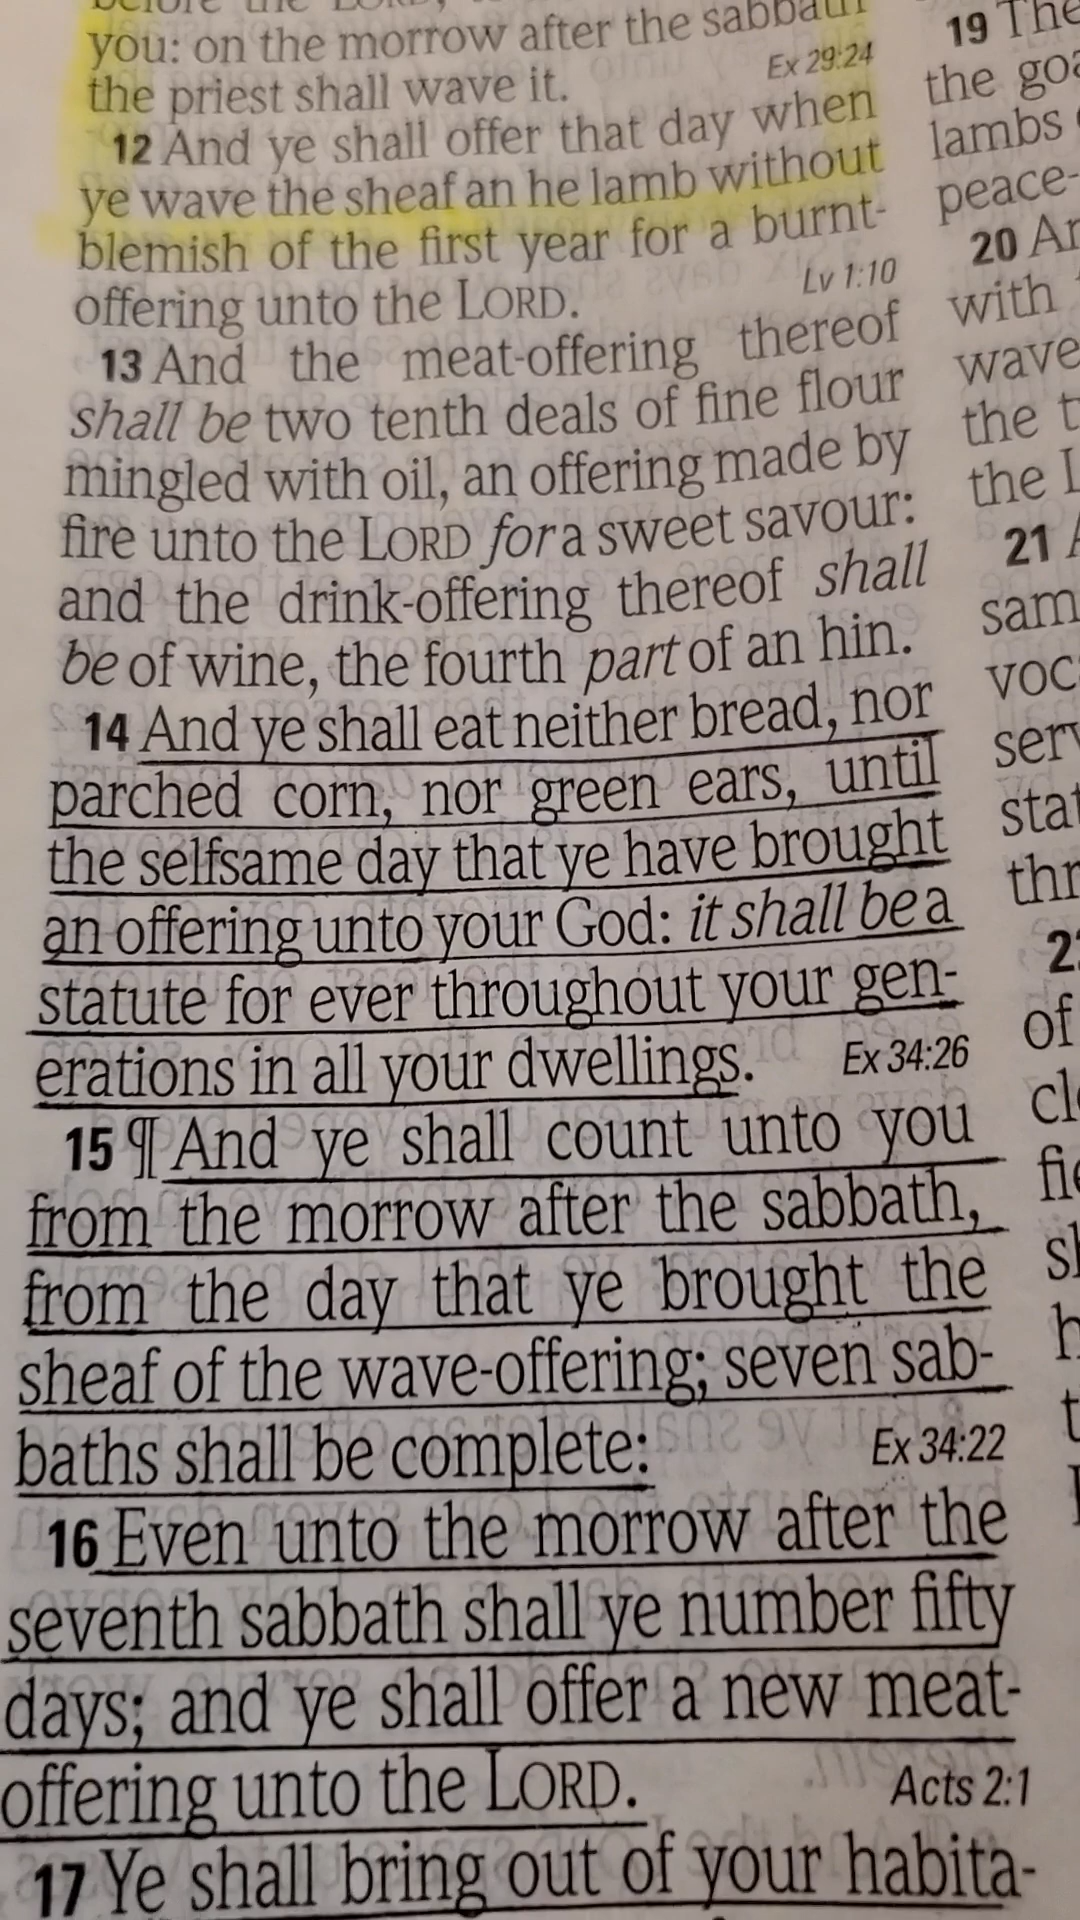 before the LORD, to
you: on the morrow after the sabbath
the priest shall wave it. Ex 29:24
12 And ye shall offer that day when
ye wave the sheaf an he lamb without
blemish of the first year for a burnt-
offering unto the LORD. Lv 1:10
13 And the meat-offering thereof
shall be two tenth deals of fine flour
mingled with oil, an offering made by
fire unto the LORD for a sweet savour:
and the drink-offering thereof shall
be of wine, the fourth part of an hin.
14 And ye shall eat neither bread, nor
parched corn, nor green ears, until
the selfsame day that ye have brought
an offering unto your God: it shall be a
statute for ever throughout your gen-
erations in all your dwellings. Ex 34:26
15 ¶ And ye shall count unto you
from the morrow after the sabbath,
from the day that ye brought the
sheaf of the wave-offering; seven sab-
baths shall be complete: Ex 34:22
16 Even unto the morrow after the
seventh sabbath shall ye number fifty
days; and ye shall offer a new meat-
offering unto the LORD. Acts 2:1
17 Ye shall bring out of your habita-
19 The
the goa
lambs
peace-
20 An
with
wave
the t
the L
21 A
sam
voc
serv
stat
thr
of
cl
fi
s
h
t